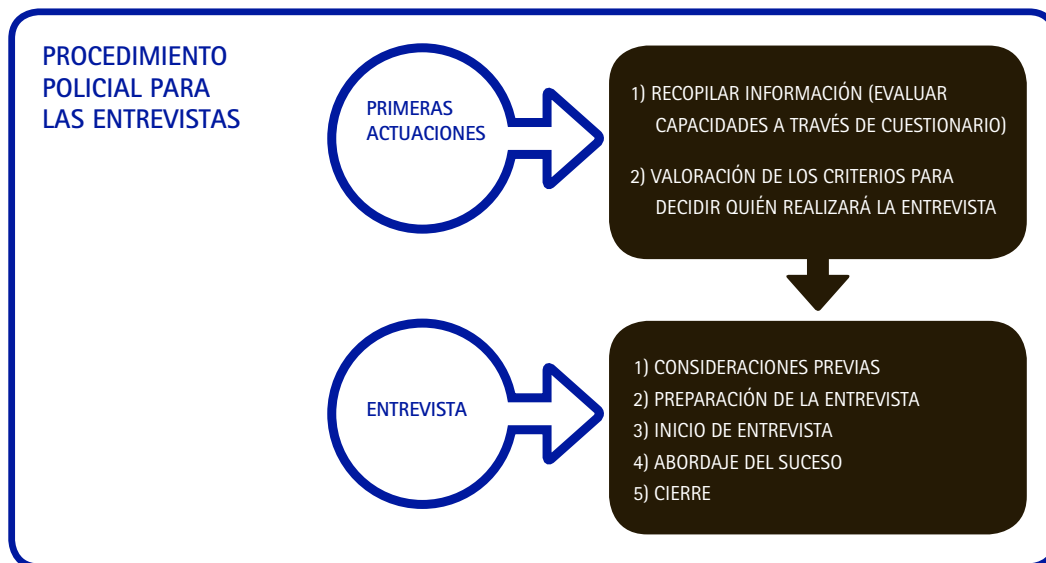 PROCEDIMIENTO
POLICIAL PARA
LAS ENTREVISTAS
PRIMERAS
ACTUACIONES
1) RECOPILAR INFORMACIÓN (EVALUAR
CAPACIDADES A TRAVÉS DE CUESTIONARIO)
2) VALORACIÓN DE LOS CRITERIOS PARA
DECIDIR QUIÉN REALIZARÁ LA ENTREVISTA
ENTREVISTA
1) CONSIDERACIONES PREVIAS
2) PREPARACIÓN DE LA ENTREVISTA
3) INICIO DE ENTREVISTA
4) ABORDAJE DEL SUCESO
5) CIERRE